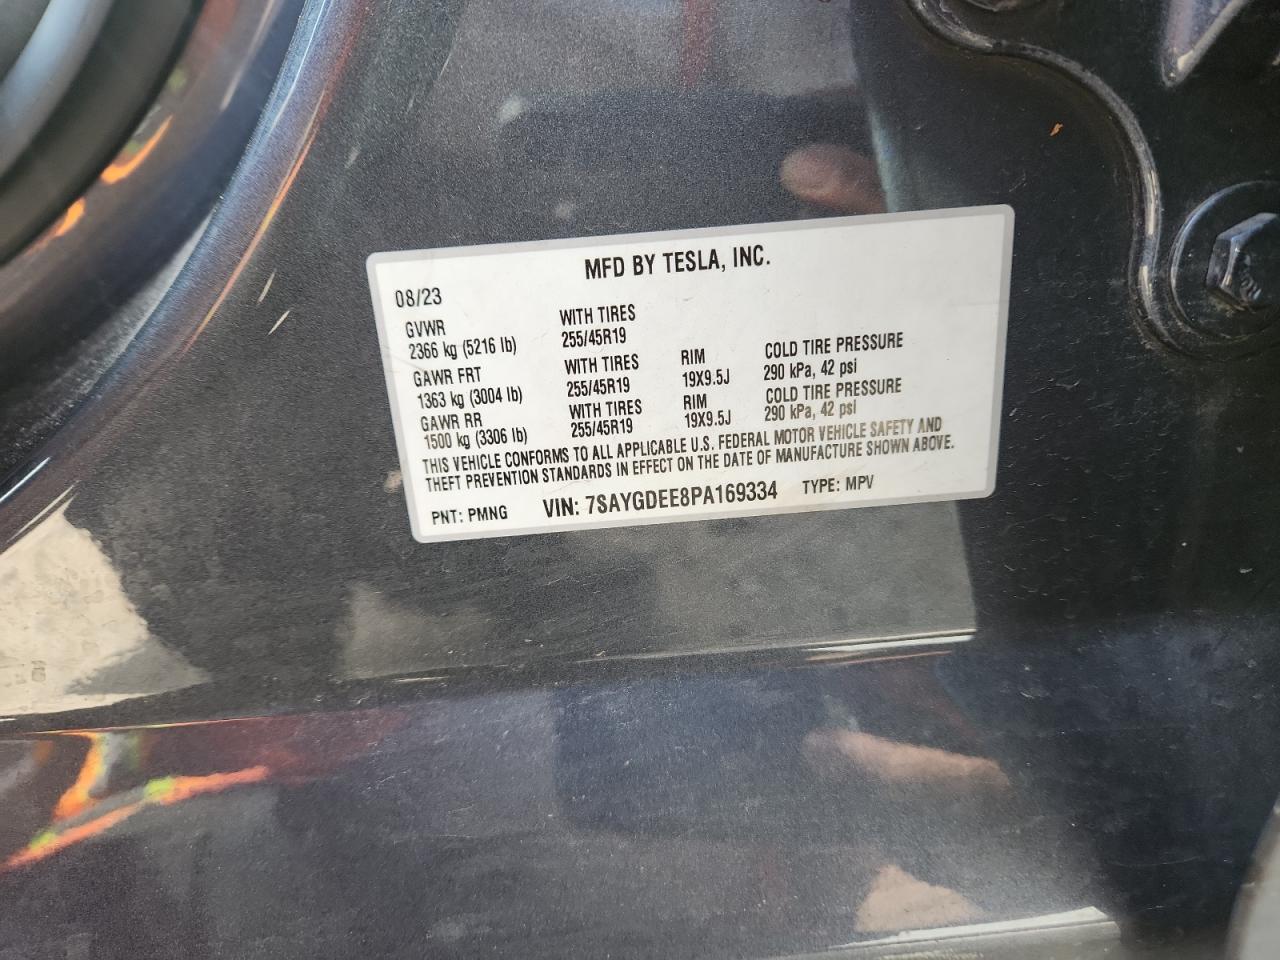 MFD BY TESLA, INC.
08/23
GVWR WITH TIRES
2366 kg (5216 lb) 255/45R19
GAWR FRT WITH TIRES RIM COLD TIRE PRESSURE
1363 kg (3004 lb) 255/45R19 19X9.5J 290 kPa, 42 psi
GAWR RR WITH TIRES RIM COLD TIRE PRESSURE
1500 kg (3306 lb) 255/45R19 19X9.5J 290 kPa, 42 psi
THIS VEHICLE CONFORMS TO ALL APPLICABLE U.S. FEDERAL MOTOR VEHICLE SAFETY AND
THEFT PREVENTION STANDARDS IN EFFECT ON THE DATE OF MANUFACTURE SHOWN ABOVE.
PNT: PMNG VIN: 7SAYGDEE8PA169334 TYPE: MPV